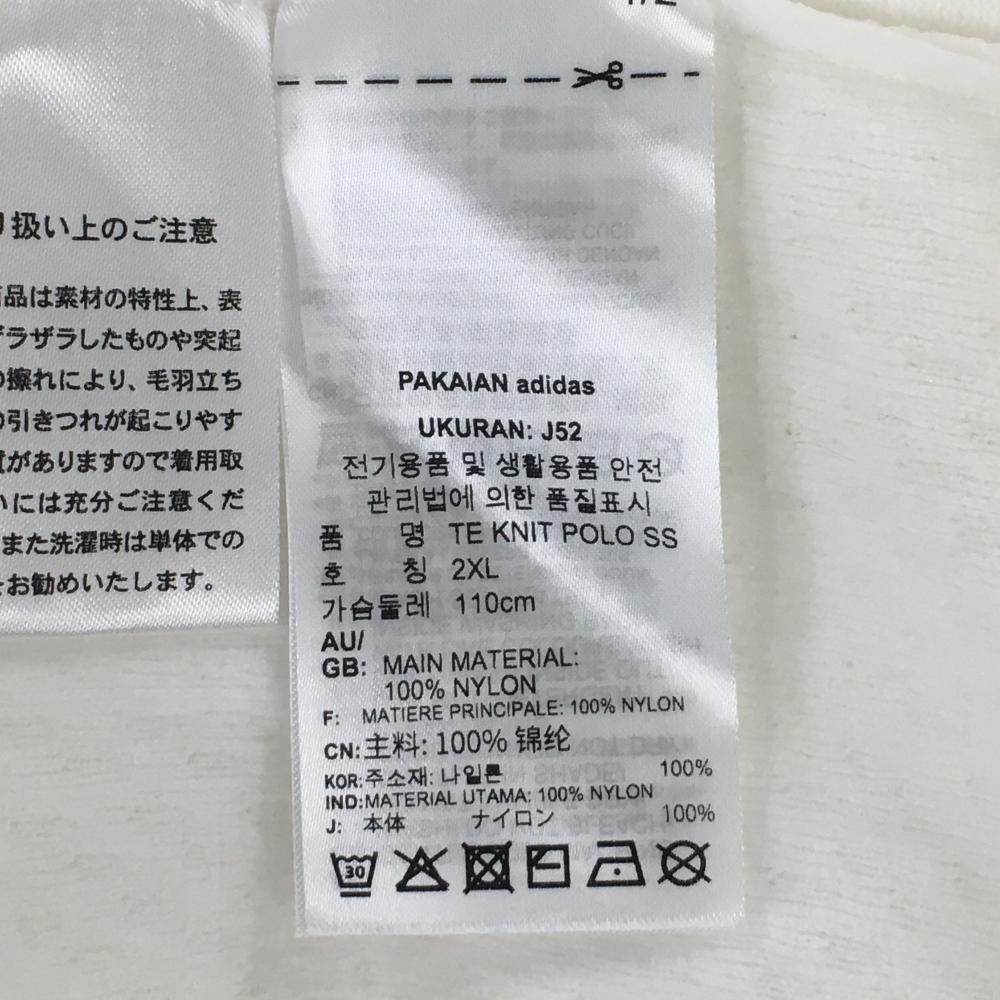 り扱い上のご注意
品は素材の特性上、表
ラザラしたものや突起
擦れにより、毛羽立ち
引きつれが起こりやす
がありますので着用取
いには充分ご注意くだ
また洗濯時は単体での
をお勧めいたします。
PAKAIAN adidas
UKURAN: J52
전기용품 및 생활용품 안전
관리법에 의한 품질표시
품 명 TE KNIT POLO SS
호 칭 2XL
가슴둘레 110cm
AU/
GB: MAIN MATERIAL:
100% NYLON
F: MATIERE PRINCIPALE: 100% NYLON
CN:主料: 100% 锦纶
KOR:주소재: 나일론 100%
IND:MATERIAL UTAMA: 100% NYLON
J: 本体 ナイロン 100%
30